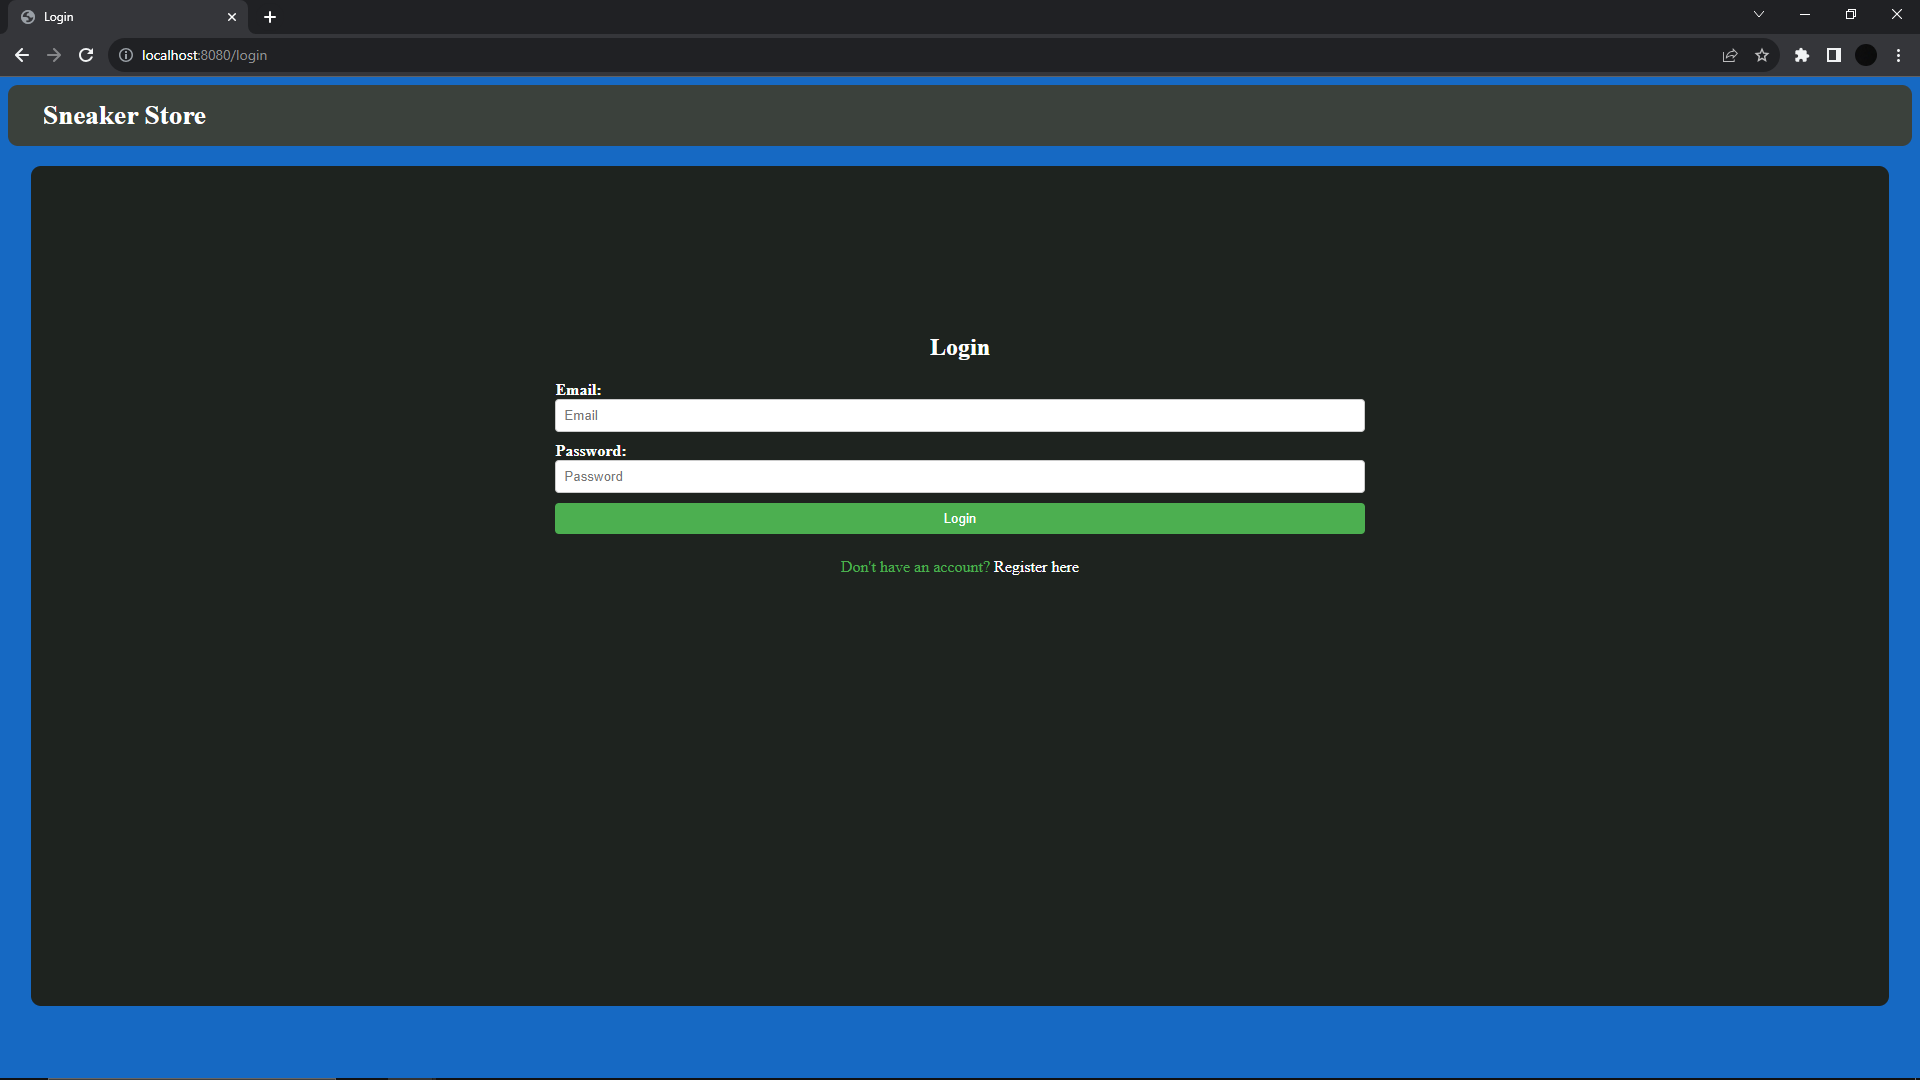 Login
localhost:8080/login
Sneaker Store
Login
Email:
Email
Password:
Password
Login
Don't have an account? Register here